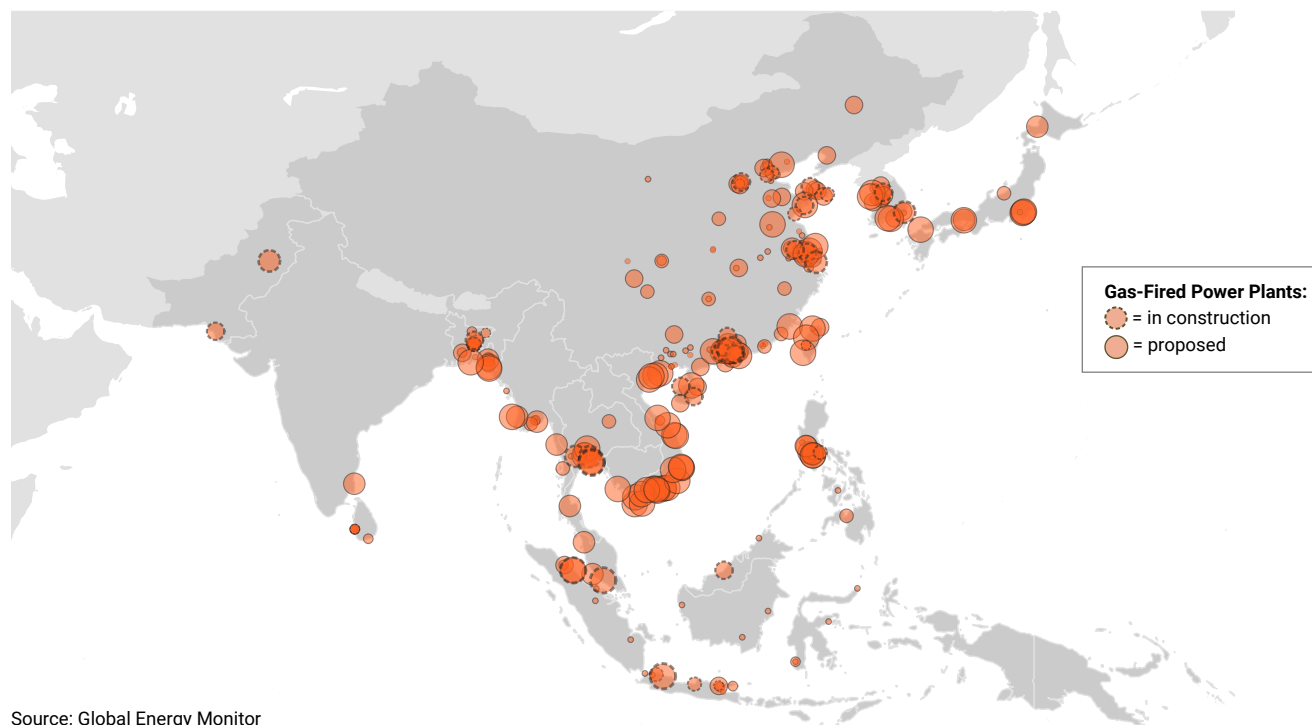 Gas-Fired Power Plants:
= in construction
= proposed
Source: Global Energy Monitor